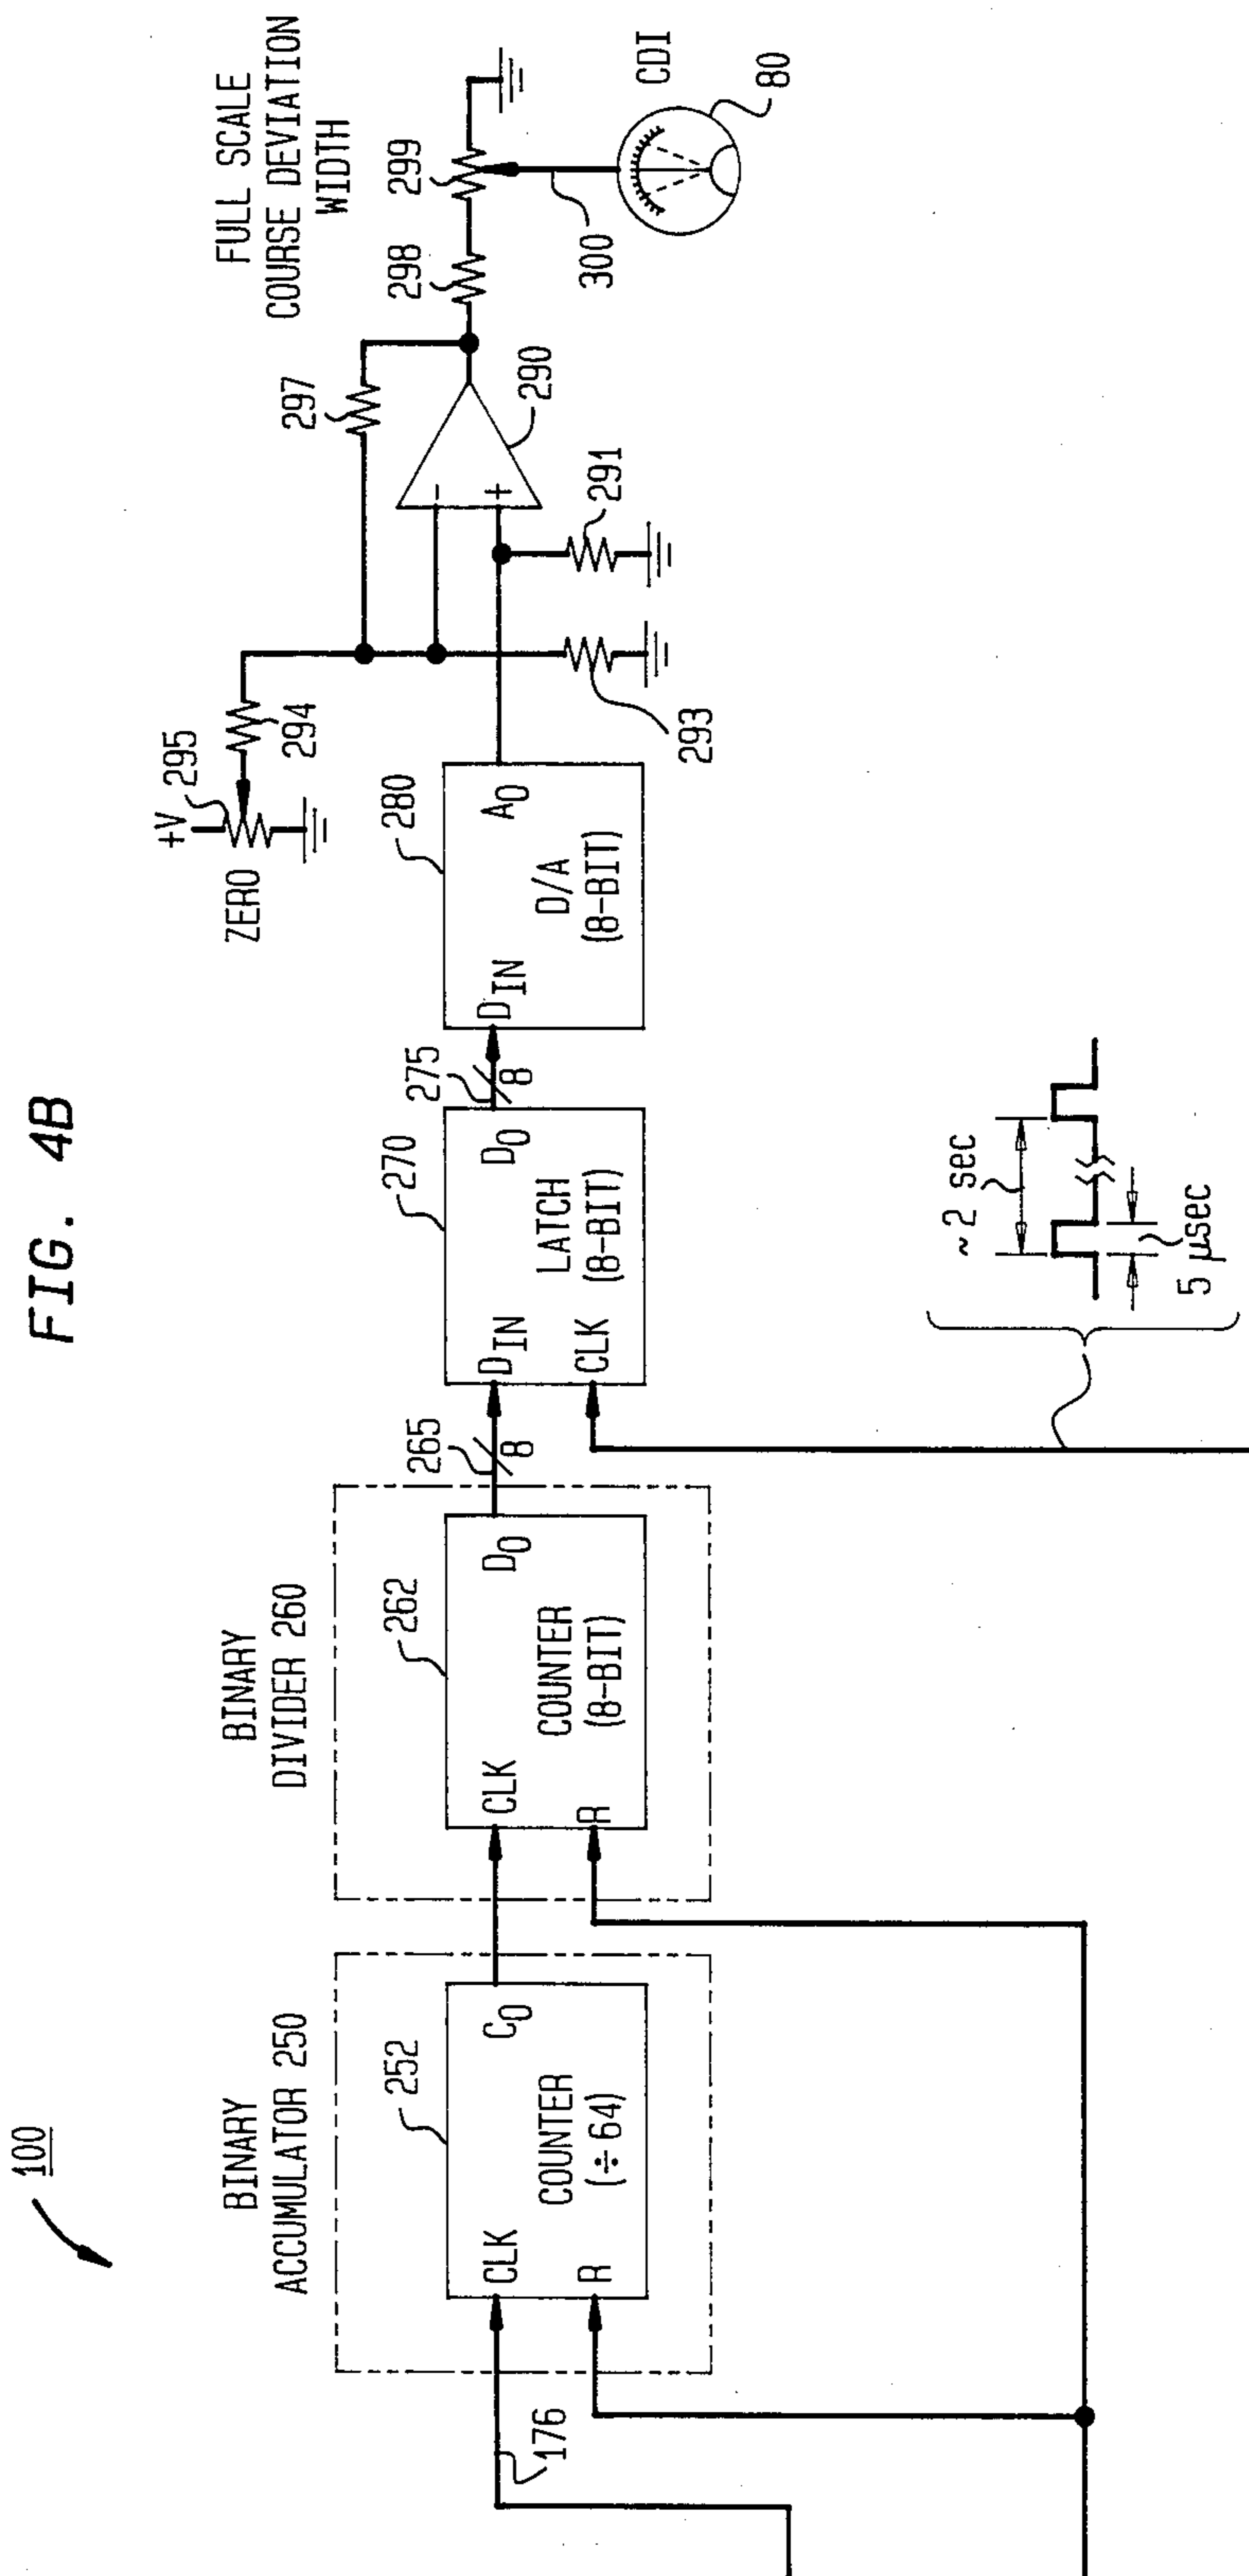 FIG. 4B
100
BINARY
ACCUMULATOR 250
252
CLK
C0
COUNTER
(÷64)
R
176
BINARY
DIVIDER 260
262
CLK
D0
COUNTER
(8-BIT)
R
265
8
270
DIN
D0
LATCH
(8-BIT)
CLK
275
8
280
DIN
A0
D/A
(8-BIT)
+V
295
ZERO
294
293
291
297
-
+
290
298
299
FULL SCALE
COURSE DEVIATION
WIDTH
300
CDI
80
~2 sec
5 µsec